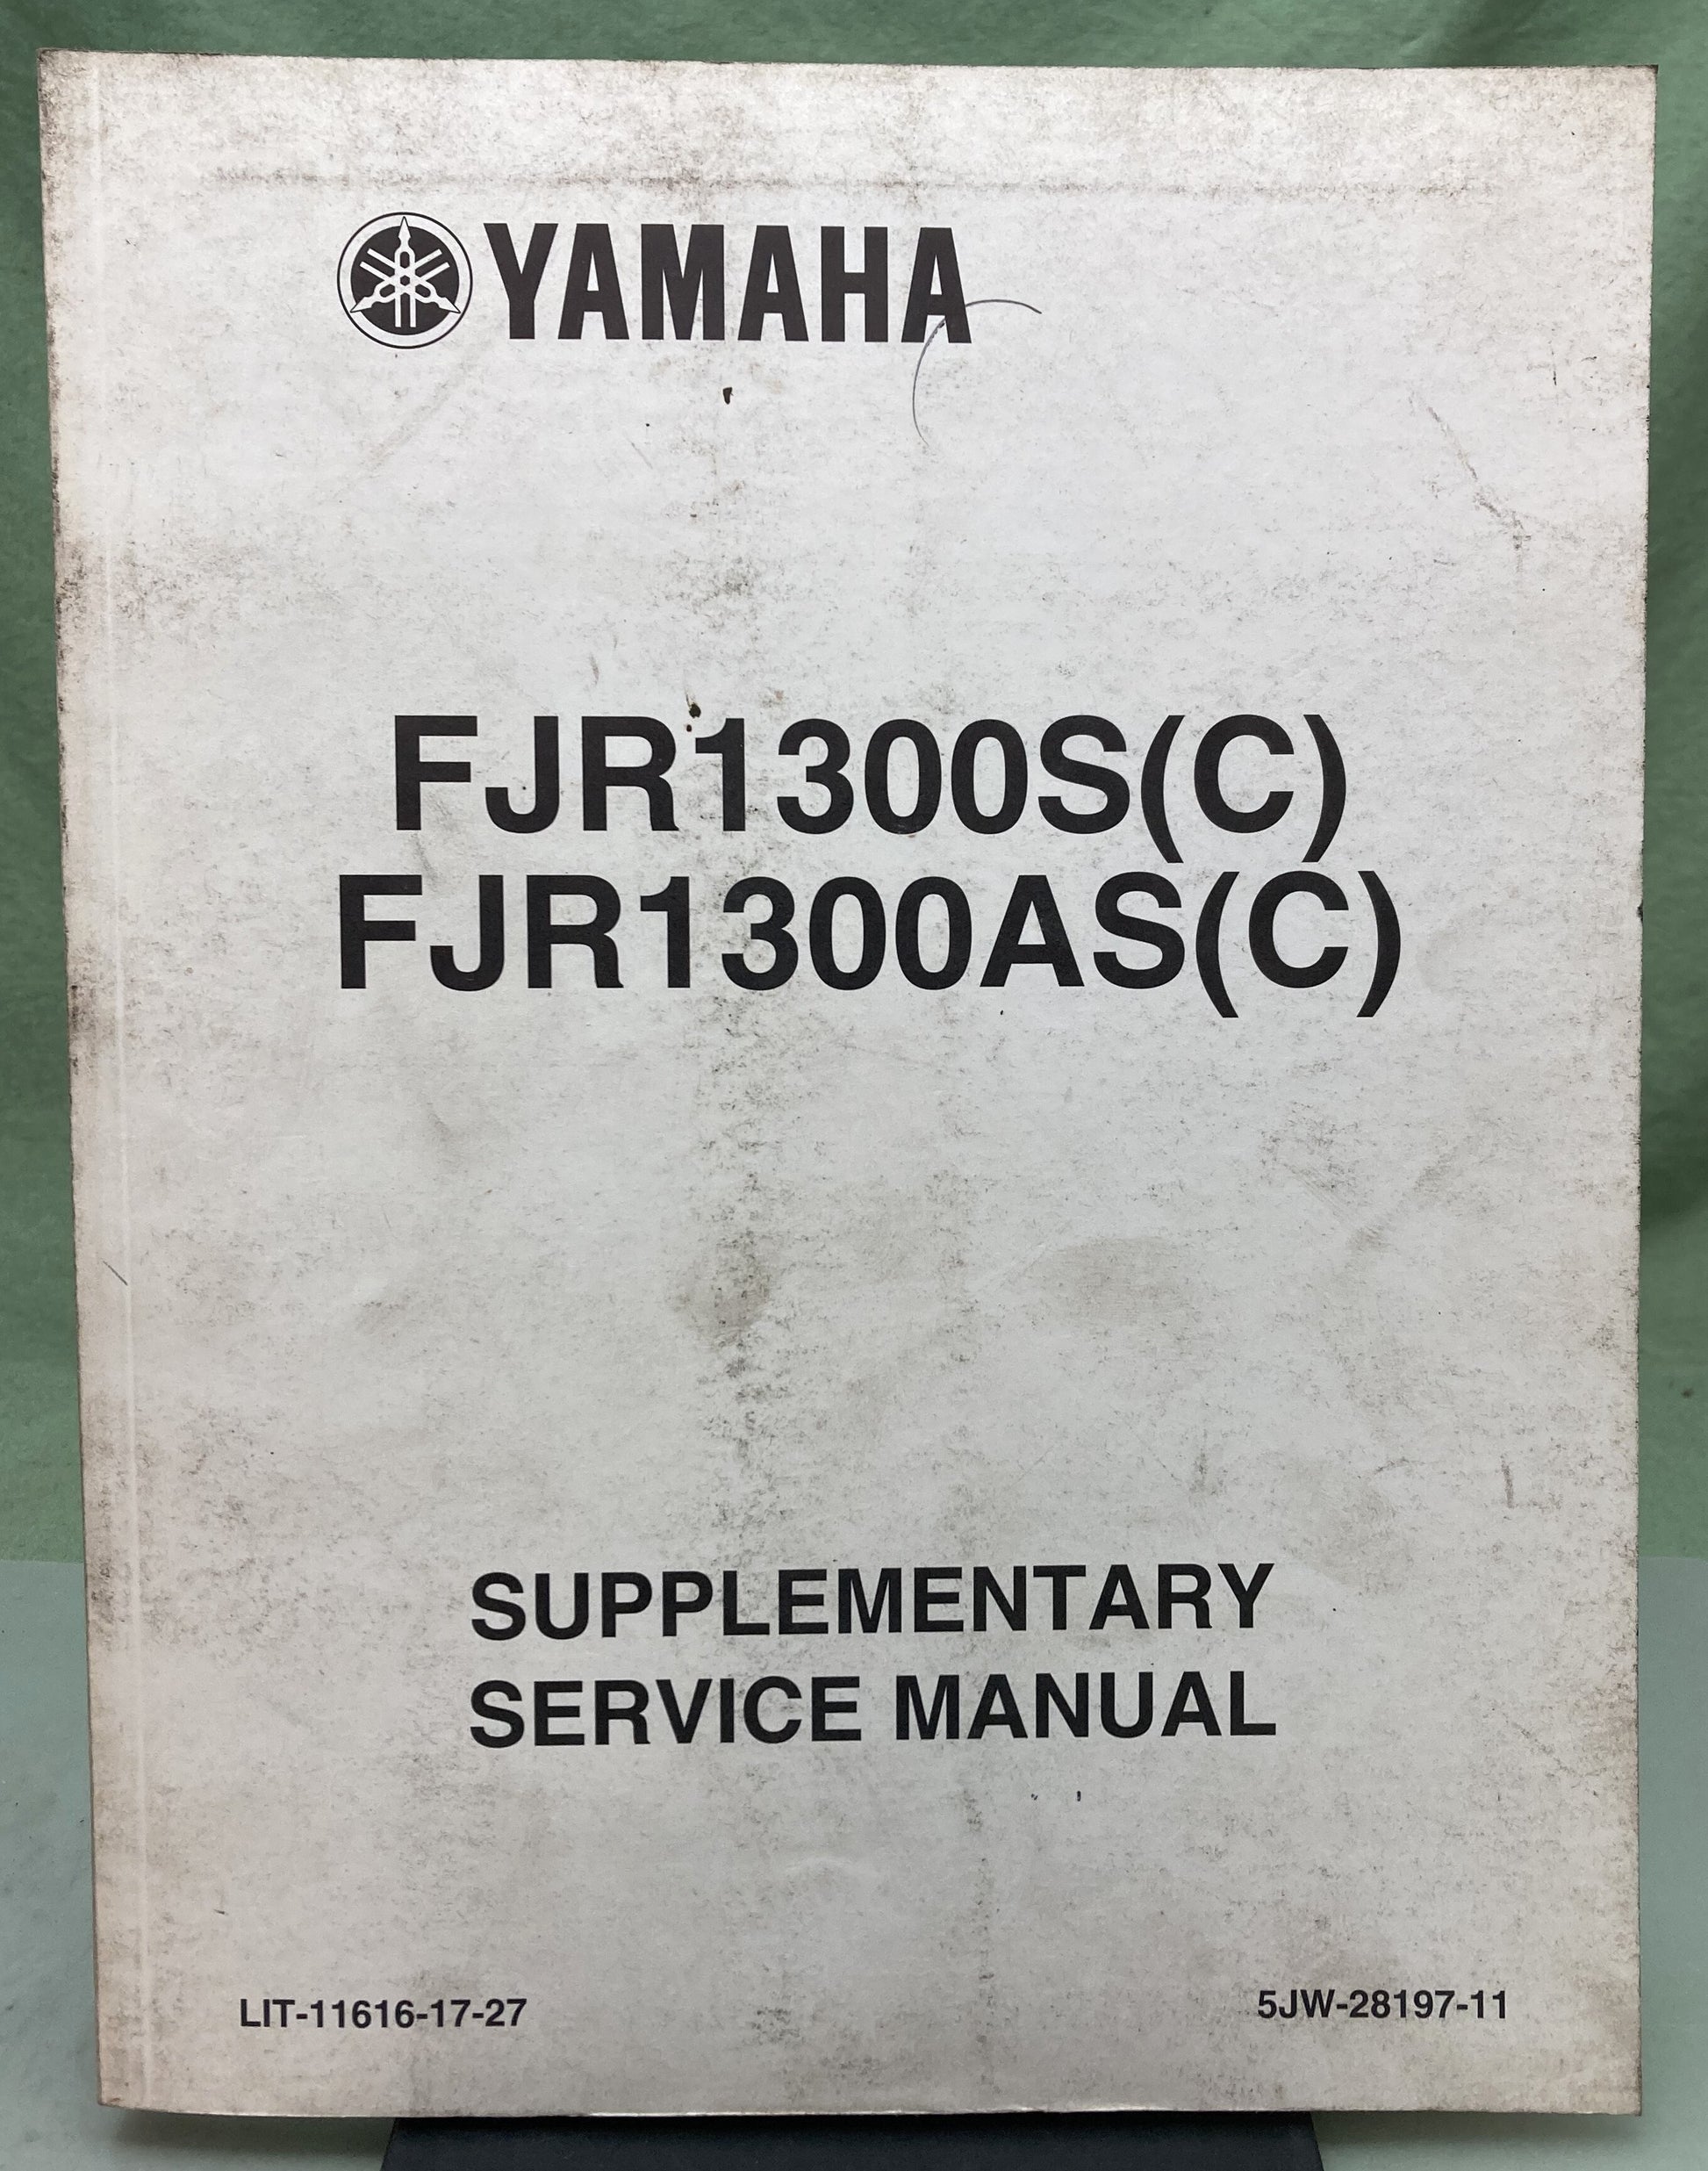 YAMAHA
FJR1300S(C)
FJR1300AS(C)
SUPPLEMENTARY
SERVICE MANUAL
LIT-11616-17-27
5JW-28197-11